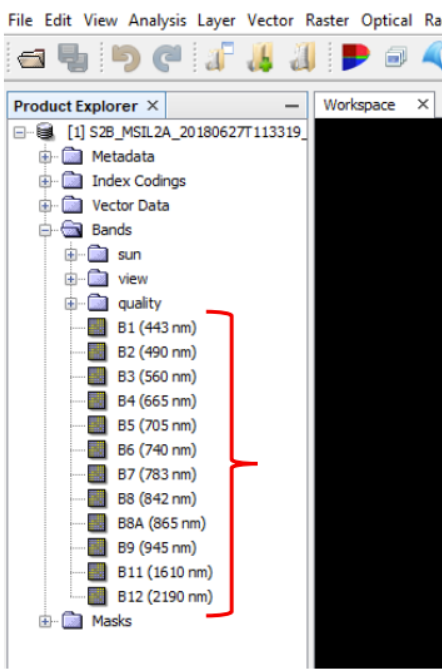 File Edit View Analysis Layer Vector Raster Optical Ra
Product Explorer × — Workspace ×
[1] S2B_MSIL2A_20180627T113319_
Metadata
Index Codings
Vector Data
Bands
sun
view
quality
B1 (443 nm)
B2 (490 nm)
B3 (560 nm)
B4 (665 nm)
B5 (705 nm)
B6 (740 nm)
B7 (783 nm)
B8 (842 nm)
B8A (865 nm)
B9 (945 nm)
B11 (1610 nm)
B12 (2190 nm)
Masks